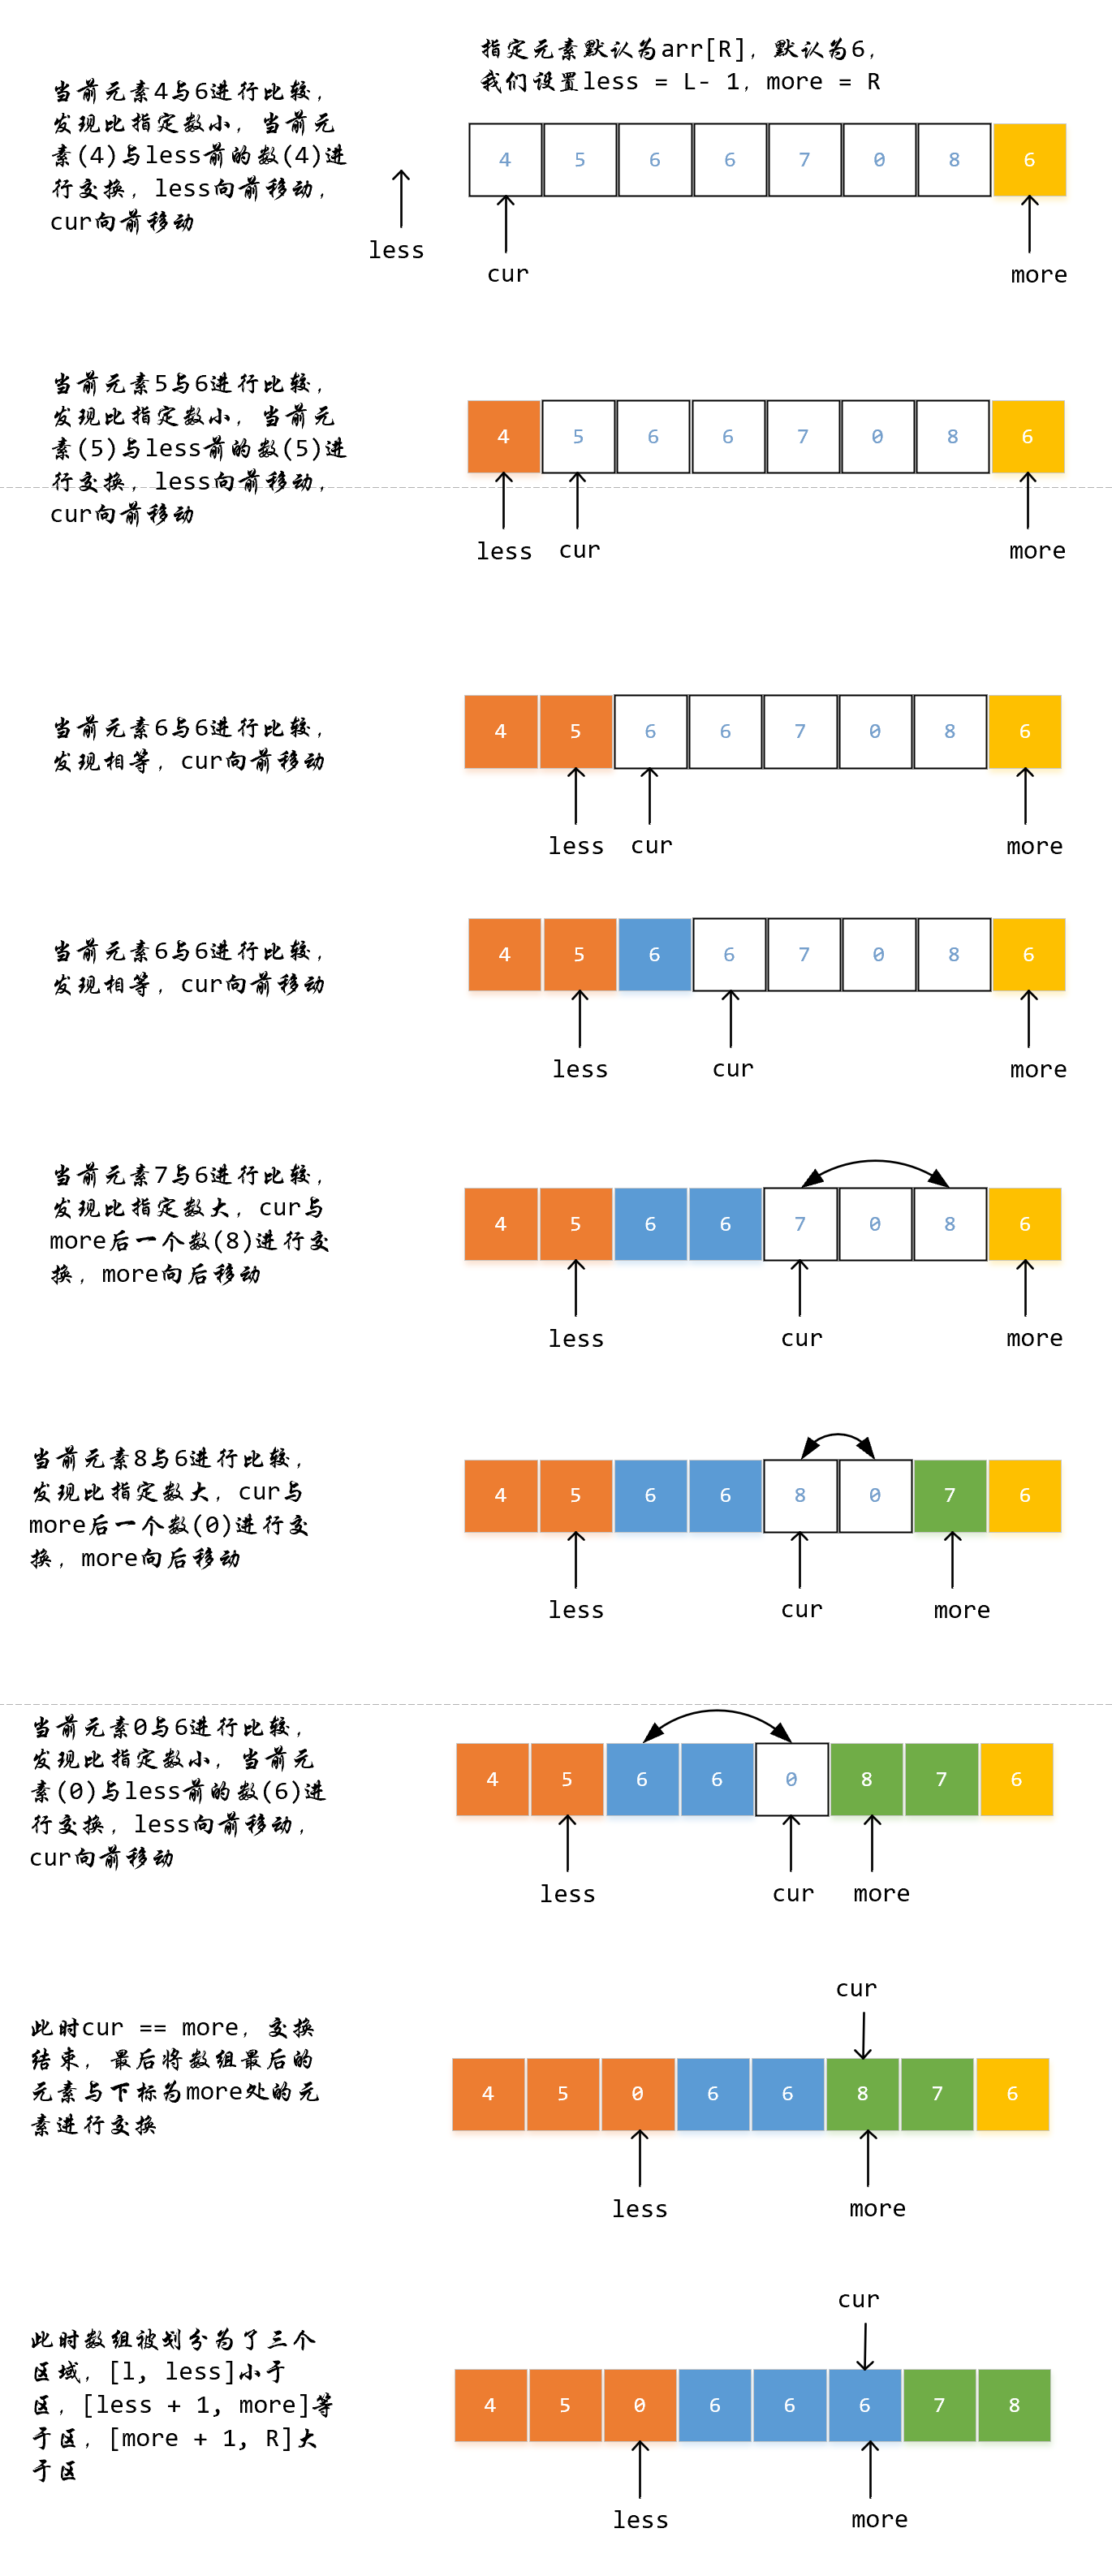 指定元素默认为arr[R]，默认为6，
我们设置less = L- 1，more = R
当前元素4与6进行比较，
发现比指定数小，当前元
素(4)与less前的数(4)进
行交换，less向前移动，
cur向前移动
4 5 6 6 7 0 8 6
less
cur
more
当前元素5与6进行比较，
发现比指定数小，当前元
素(5)与less前的数(5)进
行交换，less向前移动，
cur向前移动
4 5 6 6 7 0 8 6
less cur more
当前元素6与6进行比较，
发现相等，cur向前移动
4 5 6 6 7 0 8 6
less cur more
当前元素6与6进行比较，
发现相等，cur向前移动
4 5 6 6 7 0 8 6
less cur more
当前元素7与6进行比较，
发现比指定数大，cur与
more后一个数(8)进行交
换，more向后移动
4 5 6 6 7 0 8 6
less cur more
当前元素8与6进行比较，
发现比指定数大，cur与
more后一个数(0)进行交
换，more向后移动
4 5 6 6 8 0 7 6
less cur more
当前元素0与6进行比较，
发现比指定数小，当前元
素(0)与less前的数(6)进
行交换，less向前移动，
cur向前移动
4 5 6 6 0 8 7 6
less cur more
cur
此时cur == more，交换
结束，最后将数组最后的
元素与下标为more处的元
素进行交换
4 5 0 6 6 8 7 6
less more
cur
此时数组被划分为了三个
区域，[l, less]小于
区，[less + 1, more]等
于区，[more + 1, R]大
于区
4 5 0 6 6 6 7 8
less more